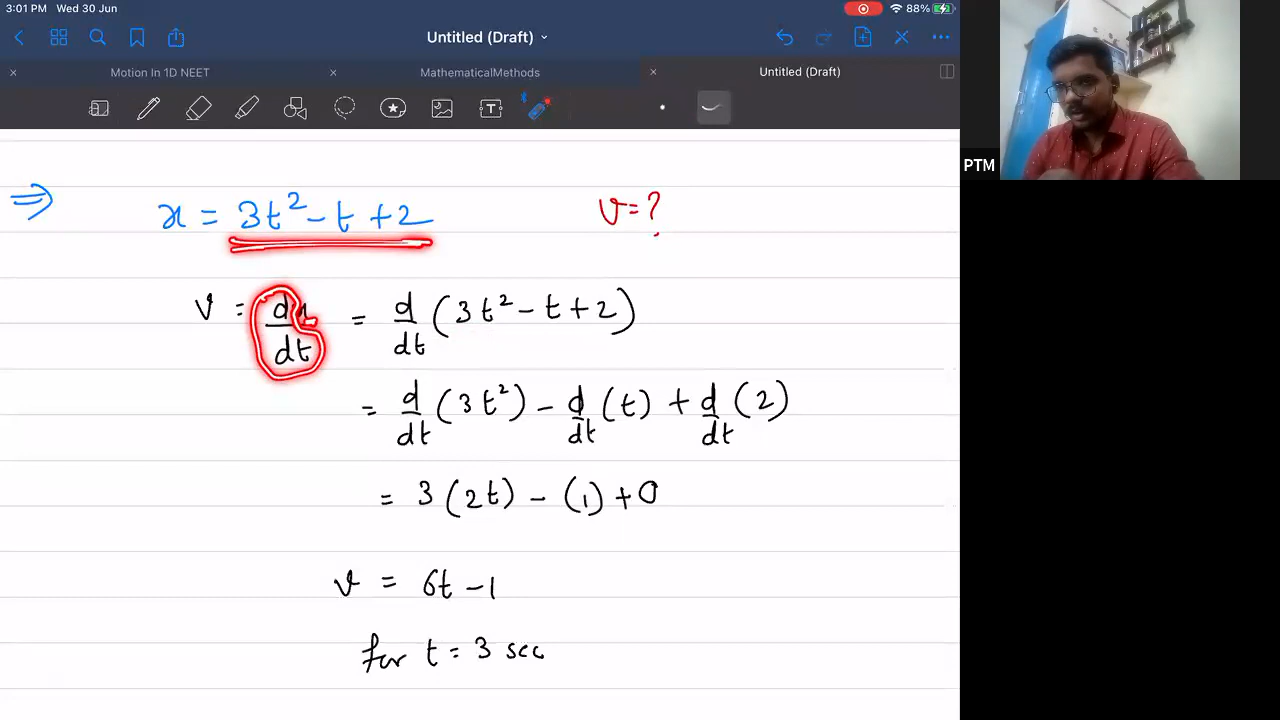 3:01 PM Wed 30 Jun
88%
Untitled (Draft)
Motion In 1D NEET
MathematicalMethods
Untitled (Draft)
T
PTM
⇒ x = 3t² - t + 2
v = ?
v = dx/dt = d/dt (3t² - t + 2)
= d/dt (3t²) - d/dt (t) + d/dt (2)
= 3 (2t) - (1) + 0
v = 6t - 1
for t = 3 sec